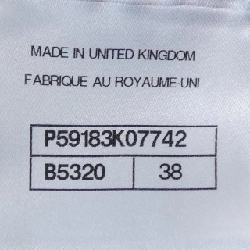 MADE IN UNITED KINGDOM
FABRIQUE AU ROYAUME-UNI
P59183K07742
B5320 38